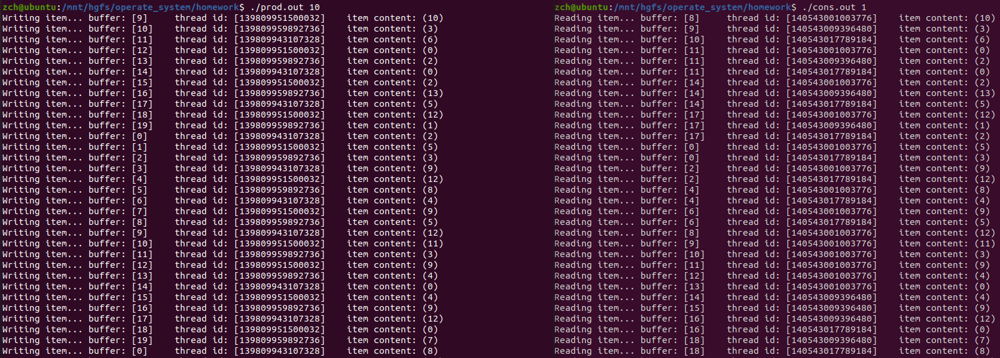 zch@ubuntu:/mnt/hgfs/operate_system/homework$ ./prod.out 10
Writing item... buffer: [9]     thread id: [139809951500032]    item content: (10)
Writing item... buffer: [10]    thread id: [139809959892736]    item content: (3)
Writing item... buffer: [11]    thread id: [139809943107328]    item content: (6)
Writing item... buffer: [12]    thread id: [139809951500032]    item content: (0)
Writing item... buffer: [13]    thread id: [139809959892736]    item content: (2)
Writing item... buffer: [14]    thread id: [139809943107328]    item content: (0)
Writing item... buffer: [15]    thread id: [139809951500032]    item content: (2)
Writing item... buffer: [16]    thread id: [139809959892736]    item content: (13)
Writing item... buffer: [17]    thread id: [139809943107328]    item content: (5)
Writing item... buffer: [18]    thread id: [139809951500032]    item content: (12)
Writing item... buffer: [19]    thread id: [139809959892736]    item content: (1)
Writing item... buffer: [0]     thread id: [139809943107328]    item content: (2)
Writing item... buffer: [1]     thread id: [139809951500032]    item content: (5)
Writing item... buffer: [2]     thread id: [139809959892736]    item content: (3)
Writing item... buffer: [3]     thread id: [139809943107328]    item content: (9)
Writing item... buffer: [4]     thread id: [139809951500032]    item content: (12)
Writing item... buffer: [5]     thread id: [139809959892736]    item content: (8)
Writing item... buffer: [6]     thread id: [139809943107328]    item content: (4)
Writing item... buffer: [7]     thread id: [139809951500032]    item content: (9)
Writing item... buffer: [8]     thread id: [139809959892736]    item content: (5)
Writing item... buffer: [9]     thread id: [139809943107328]    item content: (12)
Writing item... buffer: [10]    thread id: [139809951500032]    item content: (11)
Writing item... buffer: [11]    thread id: [139809959892736]    item content: (3)
Writing item... buffer: [12]    thread id: [139809951500032]    item content: (9)
Writing item... buffer: [13]    thread id: [139809959892736]    item content: (4)
Writing item... buffer: [14]    thread id: [139809943107328]    item content: (0)
Writing item... buffer: [15]    thread id: [139809951500032]    item content: (4)
Writing item... buffer: [16]    thread id: [139809959892736]    item content: (9)
Writing item... buffer: [17]    thread id: [139809943107328]    item content: (12)
Writing item... buffer: [18]    thread id: [139809951500032]    item content: (0)
Writing item... buffer: [19]    thread id: [139809959892736]    item content: (7)
Writing item... buffer: [0]     thread id: [139809943107328]    item content: (8)
zch@ubuntu:/mnt/hgfs/operate_system/homework$ ./cons.out 1
Reading item... buffer: [8]     thread id: [140543001003776]    item content: (10)
Reading item... buffer: [9]     thread id: [140543009396480]    item content: (3)
Reading item... buffer: [10]    thread id: [140543017789184]    item content: (6)
Reading item... buffer: [11]    thread id: [140543001003776]    item content: (0)
Reading item... buffer: [11]    thread id: [140543009396480]    item content: (2)
Reading item... buffer: [11]    thread id: [140543017789184]    item content: (0)
Reading item... buffer: [14]    thread id: [140543001003776]    item content: (2)
Reading item... buffer: [14]    thread id: [140543009396480]    item content: (13)
Reading item... buffer: [14]    thread id: [140543017789184]    item content: (5)
Reading item... buffer: [17]    thread id: [140543001003776]    item content: (12)
Reading item... buffer: [17]    thread id: [140543009396480]    item content: (1)
Reading item... buffer: [17]    thread id: [140543017789184]    item content: (2)
Reading item... buffer: [0]     thread id: [140543001003776]    item content: (5)
Reading item... buffer: [0]     thread id: [140543017789184]    item content: (3)
Reading item... buffer: [2]     thread id: [140543001003776]    item content: (9)
Reading item... buffer: [2]     thread id: [140543017789184]    item content: (12)
Reading item... buffer: [4]     thread id: [140543001003776]    item content: (8)
Reading item... buffer: [4]     thread id: [140543017789184]    item content: (4)
Reading item... buffer: [6]     thread id: [140543001003776]    item content: (9)
Reading item... buffer: [6]     thread id: [140543017789184]    item content: (5)
Reading item... buffer: [8]     thread id: [140543001003776]    item content: (12)
Reading item... buffer: [9]     thread id: [140543001003776]    item content: (11)
Reading item... buffer: [10]    thread id: [140543001003776]    item content: (3)
Reading item... buffer: [11]    thread id: [140543001003776]    item content: (9)
Reading item... buffer: [12]    thread id: [140543001003776]    item content: (4)
Reading item... buffer: [13]    thread id: [140543001003776]    item content: (0)
Reading item... buffer: [14]    thread id: [140543009396480]    item content: (4)
Reading item... buffer: [15]    thread id: [140543009396480]    item content: (9)
Reading item... buffer: [16]    thread id: [140543009396480]    item content: (12)
Reading item... buffer: [16]    thread id: [140543017789184]    item content: (0)
Reading item... buffer: [18]    thread id: [140543009396480]    item content: (7)
Reading item... buffer: [18]    thread id: [140543017789184]    item content: (8)